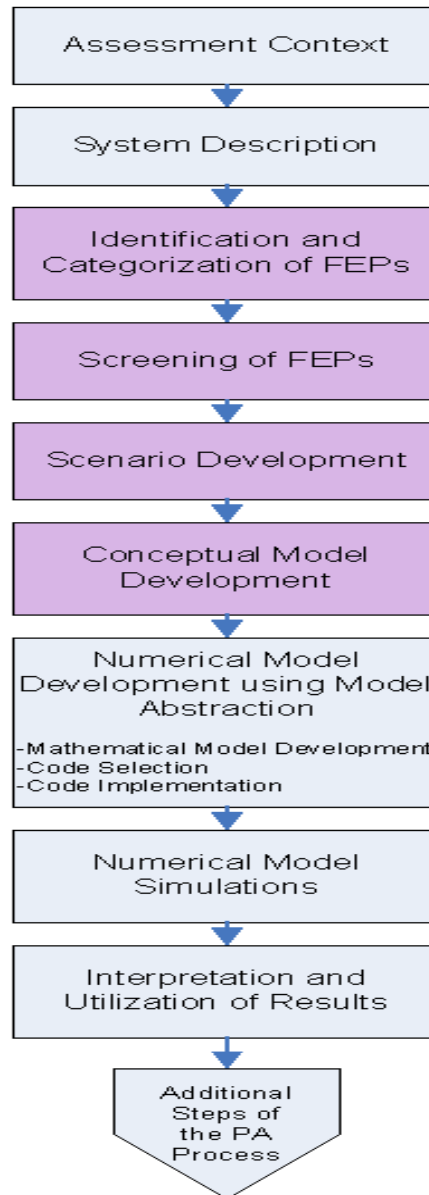 Assessment Context
System Description
Identification and
Categorization of FEPs
Screening of FEPs
Scenario Development
Conceptual Model
Development
Numerical Model
Development using Model
Abstraction
-Mathematical Model Development
-Code Selection
-Code Implementation
Numerical Model
Simulations
Interpretation and
Utilization of Results
Additional
Steps of
the PA
Process